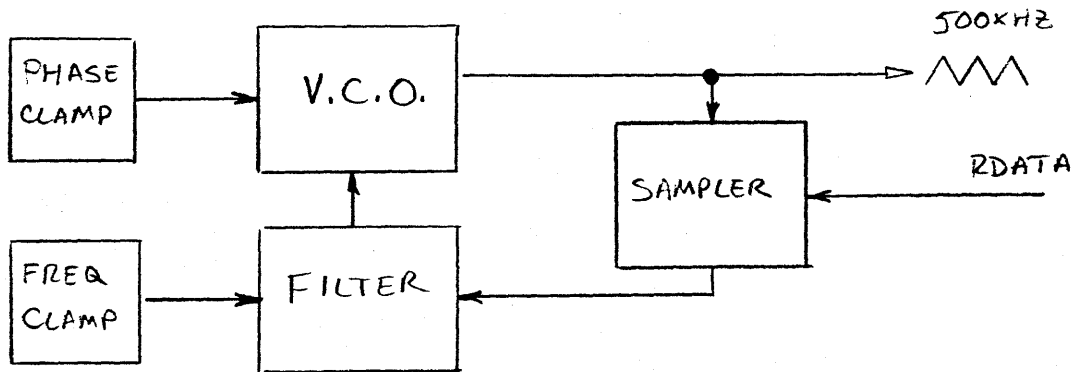 500KHZ
PHASE
CLAMP
V.C.O.
SAMPLER
RDATA
FREQ
CLAMP
FILTER